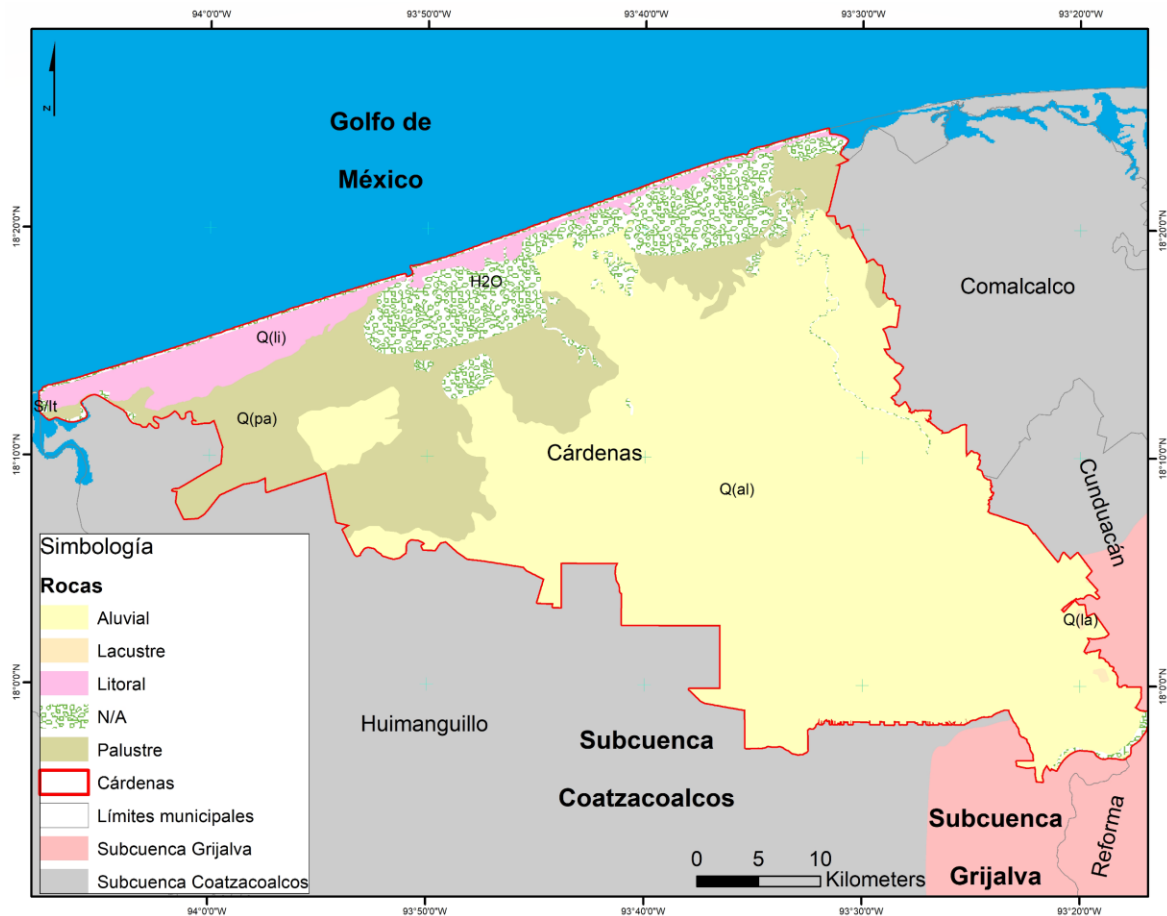 94°0'0"W
93°50'0"W
93°40'0"W
93°30'0"W
93°20'0"W
Z
Golfo de
México
18°20'0"N
18°20'0"N
Comalcalco
H2O
Q(li)
S/It
Q(pa)
18°10'0"N
18°10'0"N
Cárdenas
Q(al)
Cunduacán
Q(la)
18°0'0"N
18°0'0"N
Huimanguillo
Subcuenca
Coatzacoalcos
Subcuenca
Grijalva
Reforma
Simbología
Rocas
Aluvial
Lacustre
Litoral
N/A
Palustre
Cárdenas
Límites municipales
Subcuenca Grijalva
Subcuenca Coatzacoalcos
0 5 10
Kilometers
94°0'0"W
93°50'0"W
93°40'0"W
93°30'0"W
93°20'0"W